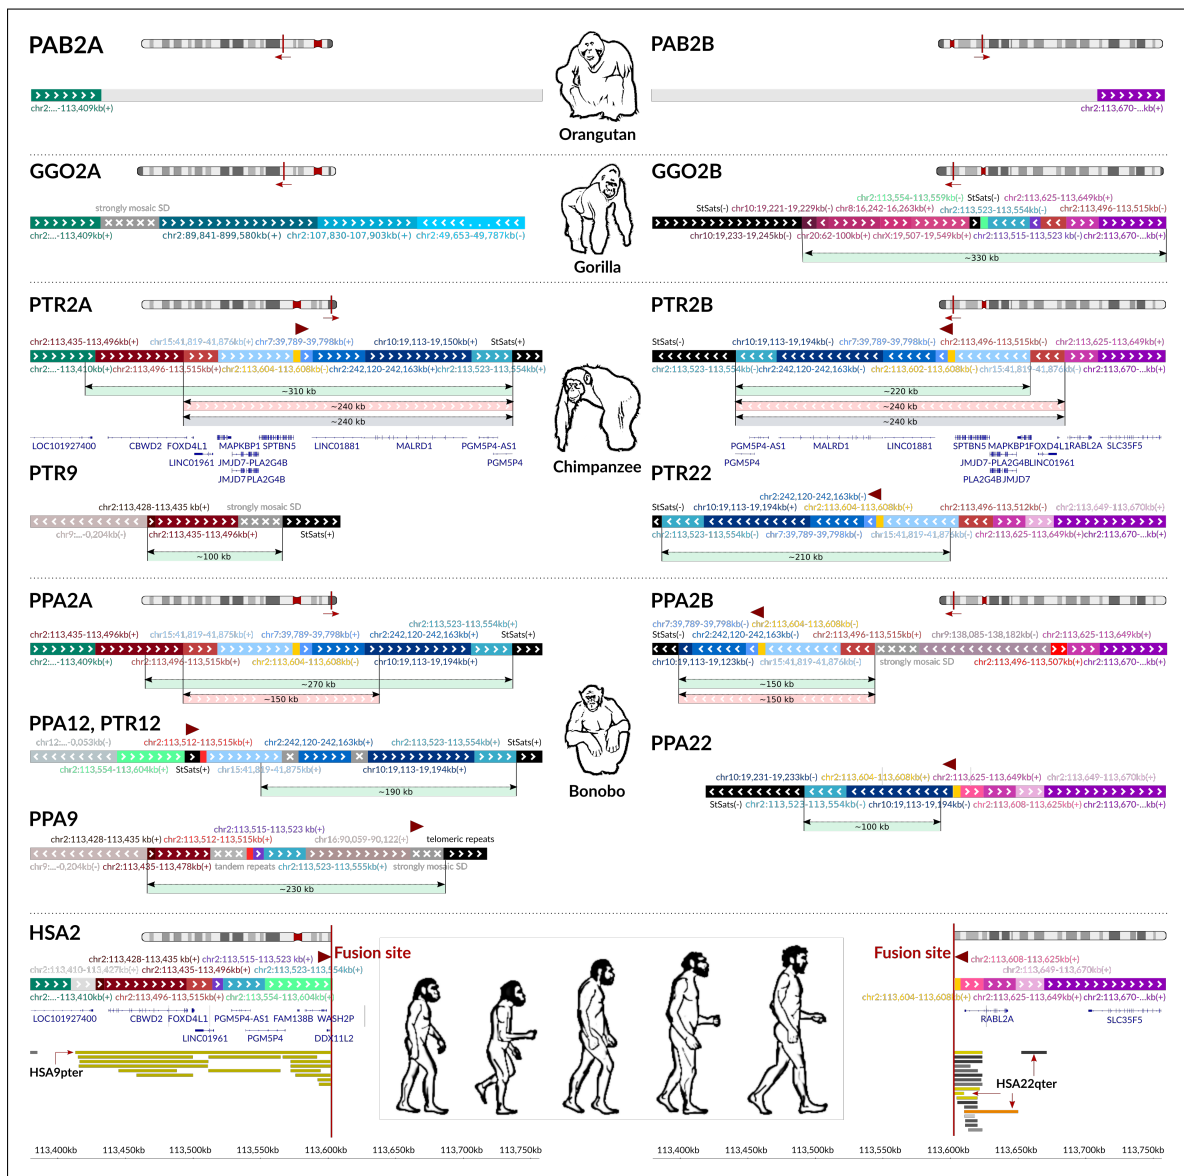 PAB2A
PAB2B
chr2:...-113,409kb(+)
chr2:113,670-...kb(+)
Orangutan
GGO2A
GGO2B
strongly mosaic SD
chr2:...-113,409kb(+)
chr2:89,841-899,580kb(+)
chr2:107,830-107,903kb(+)
chr2:49,653-49,787kb(-)
chr2:113,554-113,559kb(-)
StSats(-)
chr2:113,625-113,649kb(+)
StSats(-)
chr10:19,221-19,229kb(-)
chr8:16,242-16,263kb(+)
chr2:113,523-113,554kb(-)
chr2:113,496-113,515kb(-)
chr10:19,233-19,245kb(-)
chr20:62-100kb(+)
chrX:19,507-19,549kb(+)
chr2:113,515-113,523 kb(-)
chr2:113,670-...kb(+)
~330 kb
Gorilla
PTR2A
PTR2B
chr2:113,435-113,496kb(+)
chr15:41,819-41,876kb(+)
chr7:39,789-39,798kb(+)
chr10:19,113-19,150kb(+)
StSats(+)
chr2:...-113,410kb(+)
chr2:113,496-113,515kb(+)
chr2:113,604-113,608kb(+)
chr2:242,120-242,163kb(+)
chr2:113,523-113,554kb(+)
~310 kb
~240 kb
~240 kb
LOC101927400
CBWD2
FOXD4L1
MAPKBP1
SPTBN5
LINC01881
MALRD1
PGM5P4-AS1
LINC01961
JMJD7-PLA2G4B
PGM5P4
JMJD7
PLA2G4B
StSats(-)
chr10:19,113-19,194kb(-)
chr7:39,789-39,798kb(-)
chr2:113,496-113,515kb(-)
chr2:113,625-113,649kb(+)
chr2:113,523-113,554kb(-)
chr2:242,120-242,163kb(-)
chr2:113,602-113,608kb(-)
chr15:41,819-41,876kb(-)
chr2:113,670-...kb(+)
~220 kb
~240 kb
~240 kb
PGM5P4-AS1
MALRD1
LINC01881
SPTBN5
MAPKBP1
FOXD4L1
RABL2A
SLC35F5
PGM5P4
JMJD7-PLA2G4B
LINC01961
PLA2G4B
JMJD7
Chimpanzee
PTR9
PTR22
chr2:113,428-113,435 kb(+)
strongly mosaic SD
chr9:...-0,204kb(-)
chr2:113,435-113,496kb(+)
StSats(+)
~100 kb
chr2:242,120-242,163kb(-)
StSats(-)
chr10:19,113-19,194kb(+)
chr2:113,604-113,608kb(-)
chr2:113,496-113,512kb(-)
chr2:113,649-113,670kb(+)
chr2:113,523-113,554kb(-)
chr7:39,789-39,798kb(-)
chr15:41,819-41,876kb(-)
chr2:113,625-113,649kb(+)
chr2:113,670-...kb(+)
~210 kb
PPA2A
PPA2B
chr2:113,523-113,554kb(+)
chr2:113,435-113,496kb(+)
chr15:41,819-41,875kb(+)
chr7:39,789-39,798kb(+)
chr2:242,120-242,163kb(+)
StSats(+)
chr2:...-113,409kb(+)
chr2:113,496-113,515kb(+)
chr2:113,604-113,608kb(+)
chr10:19,113-19,194kb(+)
~270 kb
~150 kb
chr7:39,789-39,798kb(-)
chr2:113,604-113,608kb(-)
StSats(-)
chr2:242,120-242,163kb(-)
chr2:113,496-113,515kb(+)
chr9:138,085-138,182kb(-)
chr2:113,625-113,649kb(+)
chr10:19,113-19,123kb(-)
chr15:41,819-41,876kb(-)
strongly mosaic SD
chr2:113,496-113,507kb(+)
chr2:113,670-...kb(+)
~150 kb
~150 kb
PPA12, PTR12
PPA22
chr12:...-0,053kb(-)
chr2:113,512-113,515kb(+)
chr2:242,120-242,163kb(+)
chr2:113,523-113,554kb(+)
StSats(+)
chr2:113,554-113,604kb(+)
StSats(+)
chr15:41,819-41,875kb(+)
chr10:19,113-19,194kb(+)
~190 kb
Bonobo
chr10:19,231-19,233kb(-)
chr2:113,604-113,608kb(-)
chr2:113,625-113,649kb(+)
chr2:113,649-113,670kb(+)
StSats(-)
chr2:113,523-113,554kb(-)
chr10:19,113-19,194kb(-)
chr2:113,608-113,625kb(+)
chr2:113,670-...kb(+)
~100 kb
PPA9
chr2:113,515-113,523 kb(+)
chr2:113,428-113,435 kb(+)
chr2:113,512-113,515kb(+)
chr16:90,059-90,122(+)
telomeric repeats
chr9:...-0,204kb(-)
chr2:113,435-113,478kb(+)
tandem repeats
chr2:113,523-113,555kb(+)
strongly mosaic SD
~230 kb
HSA2
Fusion site
Fusion site
chr2:113,428-113,435 kb(+)
chr2:113,515-113,523 kb(+)
chr2:113,410-113,427kb(+)
chr2:113,435-113,496kb(+)
chr2:113,523-113,554kb(+)
chr2:...-113,410kb(+)
chr2:113,496-113,515kb(+)
chr2:113,554-113,604kb(+)
LOC101927400
CBWD2
FOXD4L1
PGM5P4-AS1
FAM138B
WASH2P
LINC01961
PGM5P4
DDX11L2
HSA9pter
chr2:113,608-113,625kb(+)
chr2:113,649-113,670kb(+)
chr2:113,604-113,608kb(+)
chr2:113,625-113,649kb(+)
chr2:113,670-...kb(+)
RABL2A
SLC35F5
HSA22qter
113,400kb
113,450kb
113,500kb
113,550kb
113,600kb
113,650kb
113,700kb
113,750kb
113,400kb
113,450kb
113,500kb
113,550kb
113,600kb
113,650kb
113,700kb
113,750kb